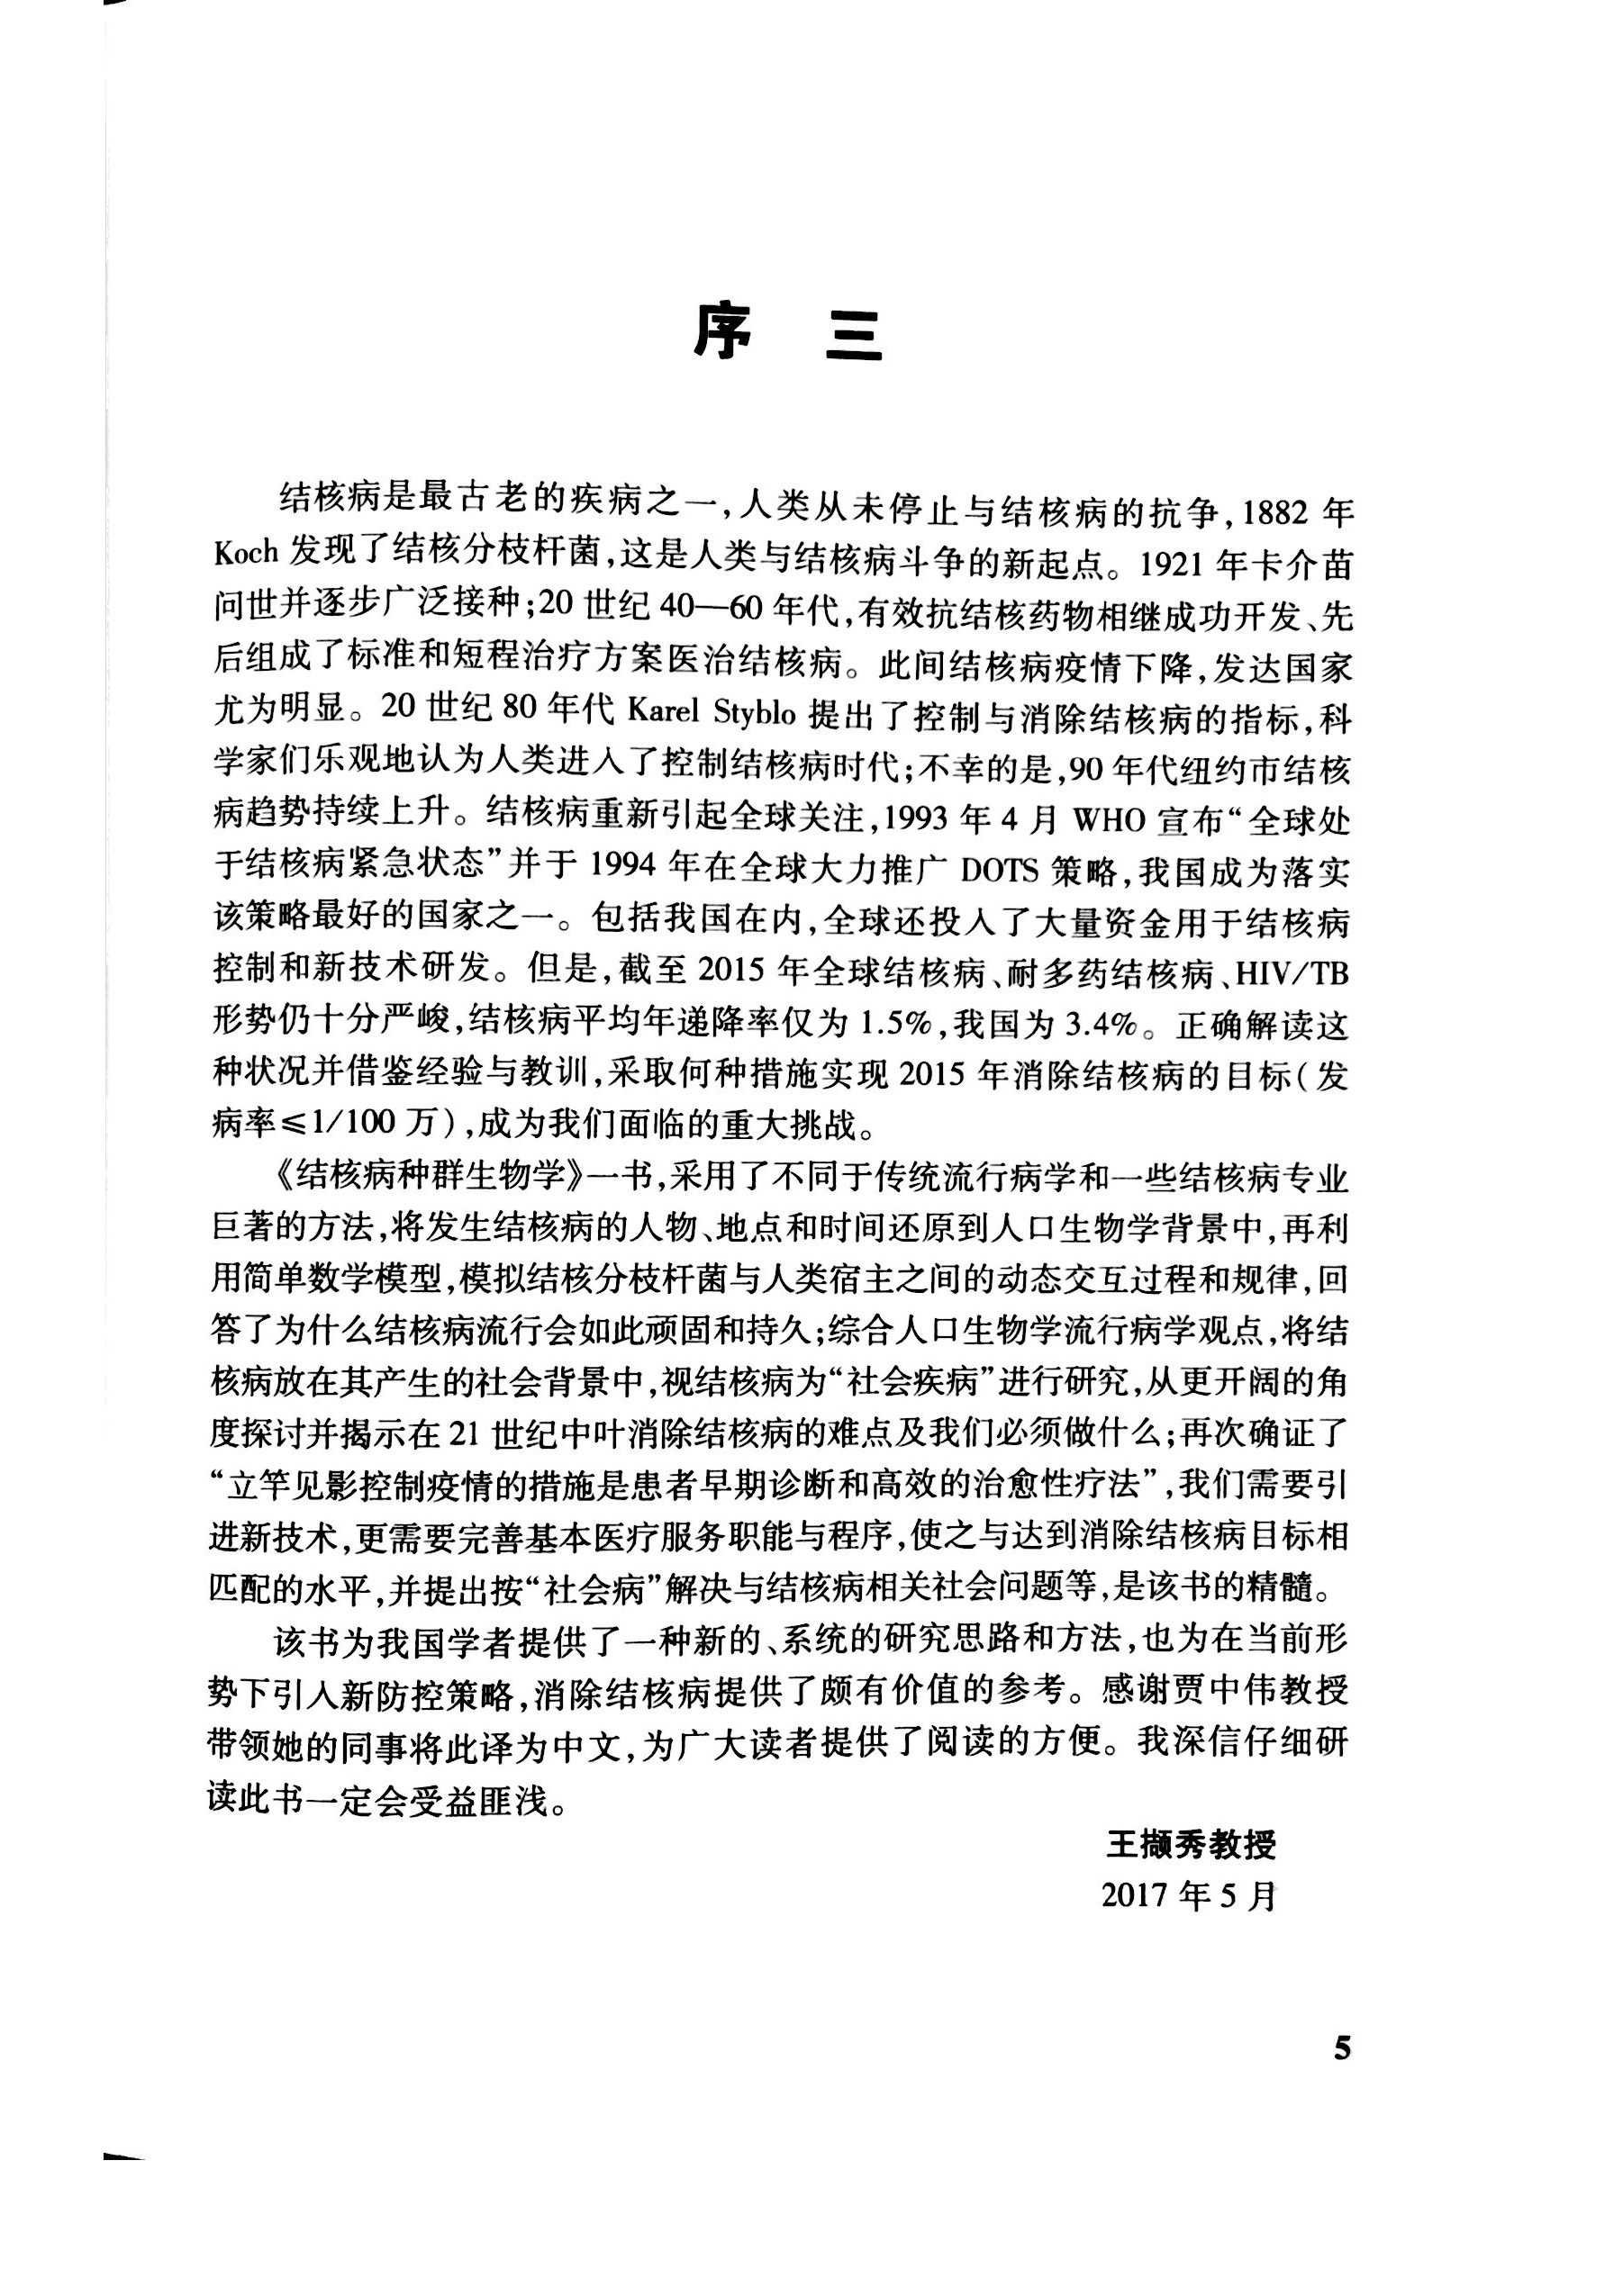 序 三
结核病是最古老的疾病之一,人类从未停止与结核病的抗争,1882 年
Koch 发现了结核分枝杆菌,这是人类与结核病斗争的新起点。1921 年卡介苗
问世并逐步广泛接种;20 世纪 40—60 年代,有效抗结核药物相继成功开发、先
后组成了标准和短程治疗方案医治结核病。此间结核病疫情下降,发达国家
尤为明显。20 世纪 80 年代 Karel Styblo 提出了控制与消除结核病的指标,科
学家们乐观地认为人类进入了控制结核病时代;不幸的是,90 年代纽约市结核
病趋势持续上升。结核病重新引起全球关注,1993 年 4 月 WHO 宣布“全球处
于结核病紧急状态”并于 1994 年在全球大力推广 DOTS 策略,我国成为落实
该策略最好的国家之一。包括我国在内,全球还投入了大量资金用于结核病
控制和新技术研发。但是,截至 2015 年全球结核病、耐多药结核病、HIV/TB
形势仍十分严峻,结核病平均年递降率仅为 1.5%,我国为 3.4%。正确解读这
种状况并借鉴经验与教训,采取何种措施实现 2015 年消除结核病的目标(发
病率≤1/100 万),成为我们面临的重大挑战。
《结核病种群生物学》一书,采用了不同于传统流行病学和一些结核病专业
巨著的方法,将发生结核病的人物、地点和时间还原到人口生物学背景中,再利
用简单数学模型,模拟结核分枝杆菌与人类宿主之间的动态交互过程和规律,回
答了为什么结核病流行会如此顽固和持久;综合人口生物学流行病学观点,将结
核病放在其产生的社会背景中,视结核病为“社会疾病”进行研究,从更开阔的角
度探讨并揭示在 21 世纪中叶消除结核病的难点及我们必须做什么;再次确证了
“立竿见影控制疫情的措施是患者早期诊断和高效的治愈性疗法”,我们需要引
进新技术,更需要完善基本医疗服务职能与程序,使之与达到消除结核病目标相
匹配的水平,并提出按“社会病”解决与结核病相关社会问题等,是该书的精髓。
该书为我国学者提供了一种新的、系统的研究思路和方法,也为在当前形
势下引入新防控策略,消除结核病提供了颇有价值的参考。感谢贾中伟教授
带领她的同事将此译为中文,为广大读者提供了阅读的方便。我深信仔细研
读此书一定会受益匪浅。
王撷秀教授
2017 年 5 月
5